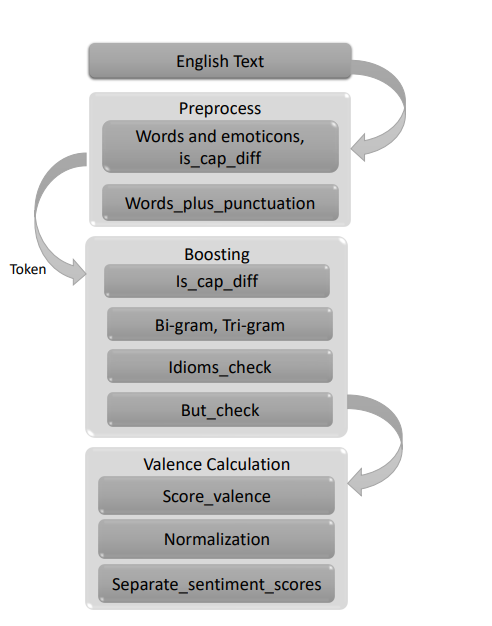 English Text
Preprocess
Words and emoticons,
is_cap_diff
Words_plus_punctuation
Token
Boosting
Is_cap_diff
Bi-gram, Tri-gram
Idioms_check
But_check
Valence Calculation
Score_valence
Normalization
Separate_sentiment_scores